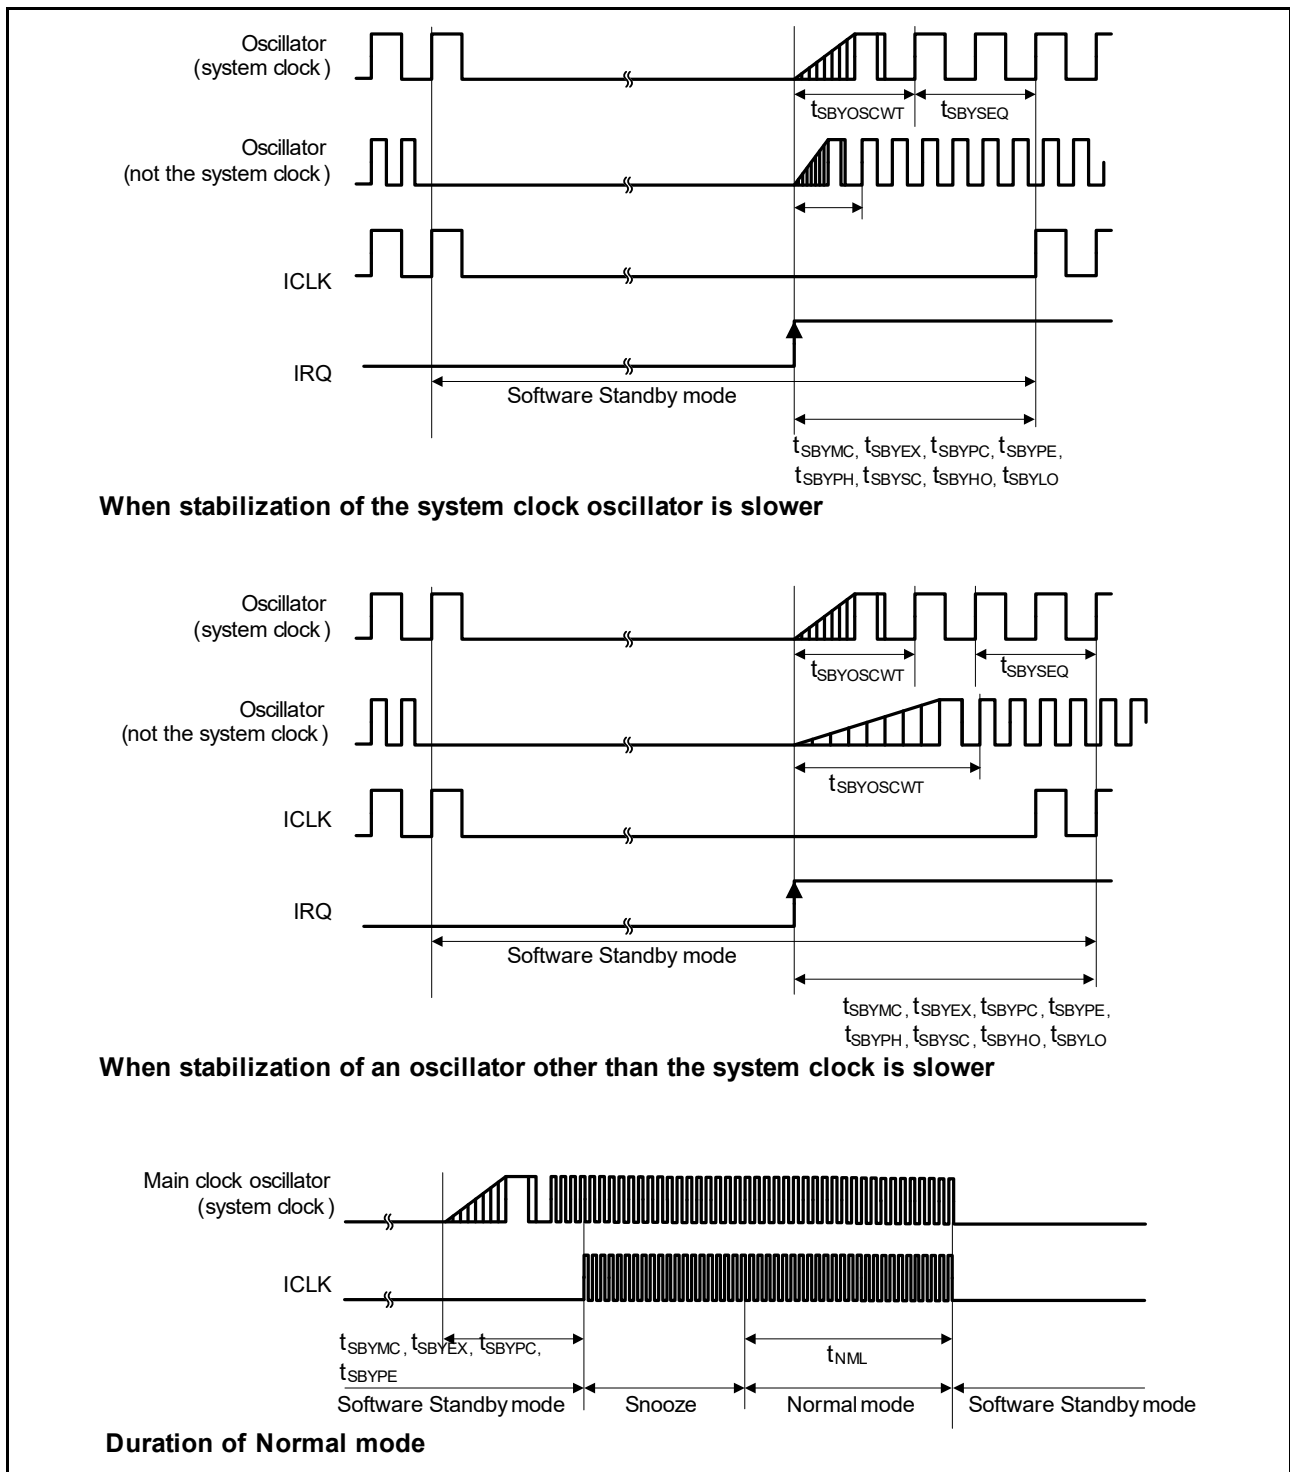 Oscillator
(system clock)
tSBYOSCWT tSBYSEQ
Oscillator
(not the system clock)
ICLK
IRQ
Software Standby mode
tSBYMC, tSBYEX, tSBYPC, tSBYPE,
tSBYPH, tSBYSC, tSBYHO, tSBYLO
When stabilization of the system clock oscillator is slower
Oscillator
(system clock)
tSBYOSCWT tSBYSEQ
Oscillator
(not the system clock)
tSBYOSCWT
ICLK
IRQ
Software Standby mode
tSBYMC, tSBYEX, tSBYPC, tSBYPE,
tSBYPH, tSBYSC, tSBYHO, tSBYLO
When stabilization of an oscillator other than the system clock is slower
Main clock oscillator
(system clock)
ICLK
tSBYMC, tSBYEX, tSBYPC,
tSBYPE
tNML
Software Standby mode Snooze Normal mode Software Standby mode
Duration of Normal mode